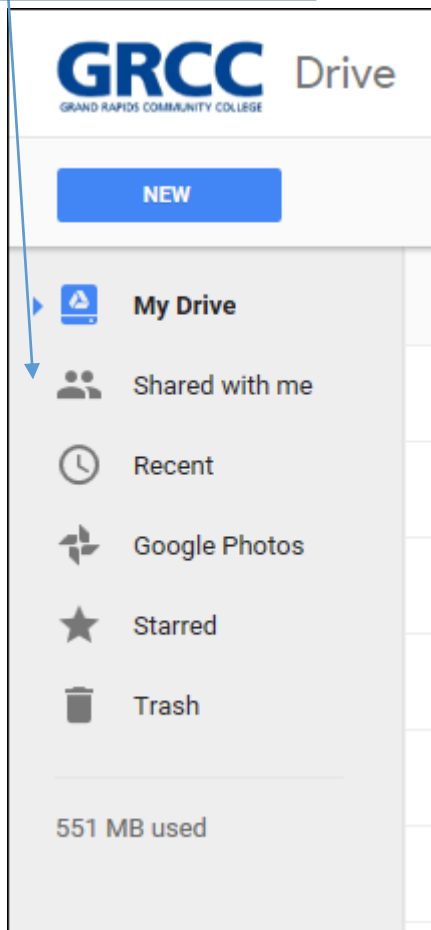 GRCC Drive
GRAND RAPIDS COMMUNITY COLLEGE
NEW
My Drive
Shared with me
Recent
Google Photos
Starred
Trash
551 MB used